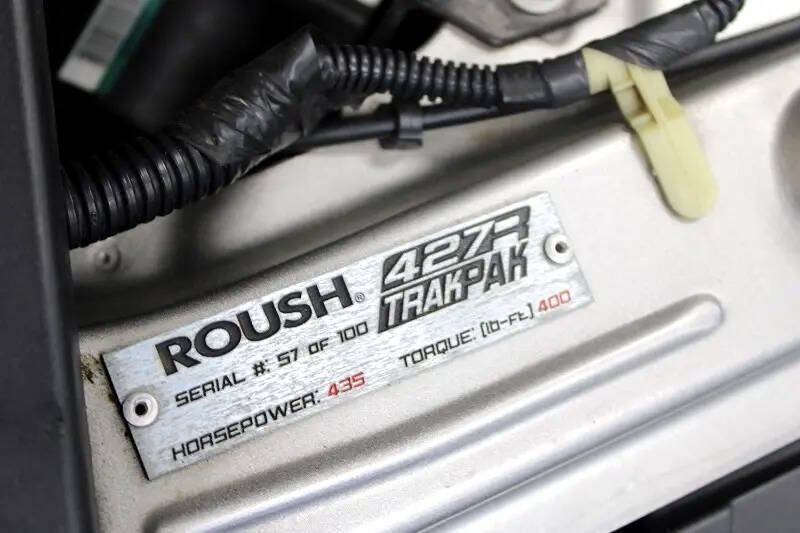 ROUSH® 427R
TRAKPAK
SERIAL #: 57 OF 100
HORSEPOWER: 435 TORQUE: (lb-Ft) 400